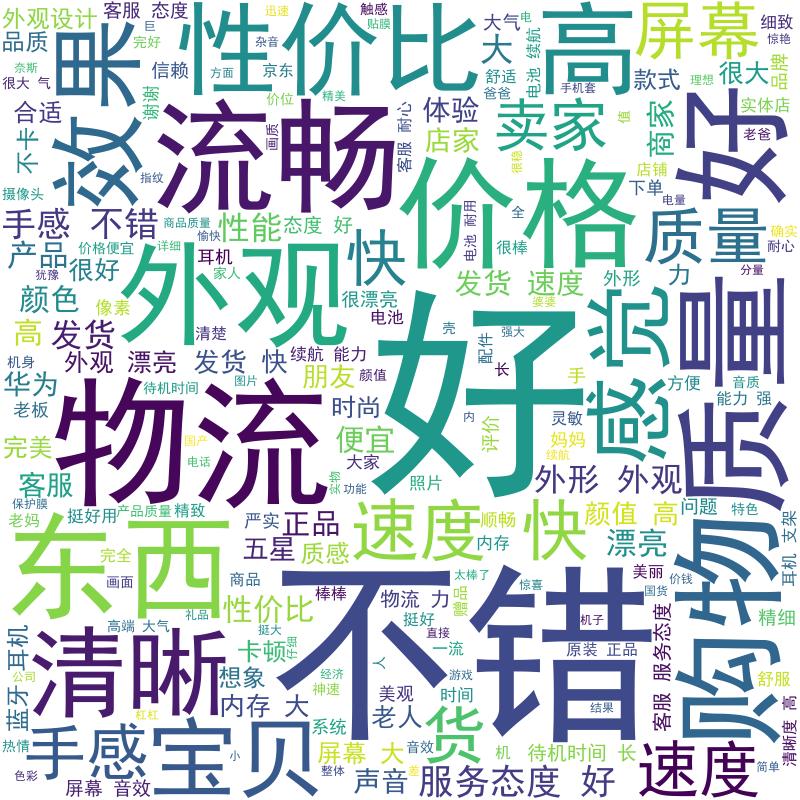 外观设计
客服 态度
巨
迅速
性价比
高
触感
贴膜
大气
电
大
屏幕
细致
惊艳
品质
奈斯
完好
效果
杂音
方面
信赖
京东
舒适
爸爸
电池 续航
手机套
款式
很大
理想
品牌
很大 气
谢谢
价位
精美
合适
不卡
流畅
画质
客服 耐心
体验
店家
卖家
值
商家
实体店
好
老爸
摄像头
指纹
很稳
店铺
下单
电量
手感 不错
商品质量
性能
态度 好
价格
电池 耐用
全
质量
确实
耐心
产品
价格便宜
愉快
详细
很棒
外形
力
分量
犹豫
很好
耳机
家人
外观
快
发货 速度
颜色
像素
很漂亮
婆婆
高
发货
清楚
电池
好
壳
强大
感觉
质量
机身
外观 漂亮
发货 快
续航 能力
配件
长
方便
音质
华为
待机时间
图片
朋友
颜值
手
能力 强
老板
物流
时尚
内
灵敏
完美
国产
便宜
评价
妈妈
续航
客服
电话
大家
实物
照片
外形 外观
保护膜
功能
老妈
挺好用
产品质量
精致
严实
正品
速度 快
顺畅
颜值 高
问题
特色
东西
五星
质感
内存
漂亮
购物
耳机 支架
完全
画面
商品
太棒了
惊喜
美丽
价钱
国货
性价比
棒棒
物流 力
赠品
不错
机子
精细
高端 大气
礼品
挺好
直接
蓝牙 耳机
清晰
挺大
仔细
卡顿
一流
原装 正品
客服 服务态度
想象
经济
人
游戏
舒服
公司
神速
美观
时间
清晰度 高
杠杠
内存 大
老人
结果
热情
手感
宝贝
系统
货
小
屏幕 大
音效
机
待机时间 长
速度
简单
色彩
屏幕 音效
整体
声音
差
服务态度 好